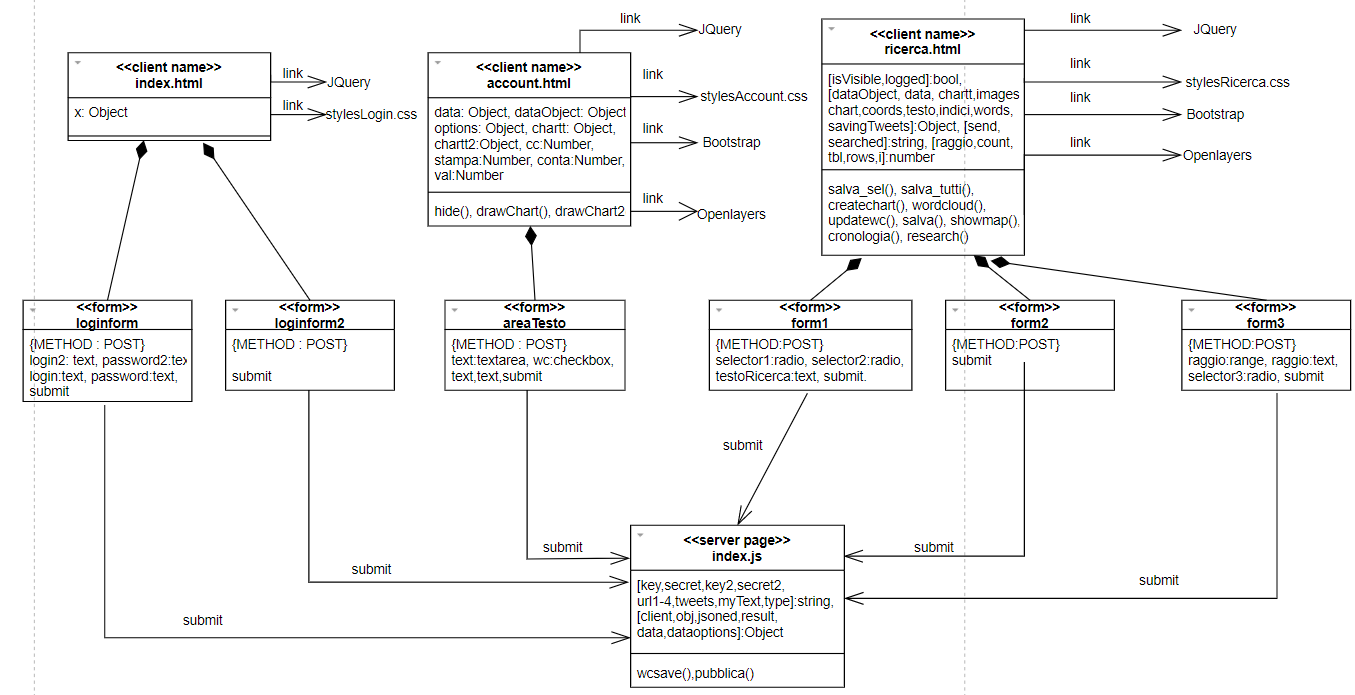 <<client name>>
index.html
x: Object
link
JQuery
link
stylesLogin.css
<<client name>>
account.html
data: Object, dataObject: Object
options: Object, chartt: Object,
chartt2:Object, cc:Number,
stampa:Number, conta:Number,
val:Number
hide(), drawChart(), drawChart2
link
JQuery
link
stylesAccount.css
link
Bootstrap
link
Openlayers
<<client name>>
ricerca.html
[isVisible,logged]:bool,
[dataObject, data, chartt,images
chart,coords,testo,indici,words,
savingTweets]:Object, [send,
searched]:string, [raggio,count,
tbl,rows,i]:number
salva_sel(), salva_tutti(),
createchart(), wordcloud(),
updatewc(), salva(), showmap(),
cronologia(), research()
link
JQuery
link
stylesRicerca.css
link
Bootstrap
link
Openlayers
<<form>>
loginform
{METHOD : POST}
login2: text, password2:tex
login:text, password:text,
submit
<<form>>
loginform2
{METHOD : POST}
submit
<<form>>
areaTesto
{METHOD : POST}
text:textarea, wc:checkbox,
text,text,submit
<<form>>
form1
{METHOD:POST}
selector1:radio, selector2:radio,
testoRicerca:text, submit.
<<form>>
form2
{METHOD:POST}
submit
<<form>>
form3
{METHOD:POST}
raggio:range, raggio:text,
selector3:radio, submit
submit
submit
submit
submit
submit
submit
<<server page>>
index.js
[key,secret,key2,secret2,
url1-4,tweets,myText,type]:string,
[client,obj,jsoned,result,
data,dataoptions]:Object
wcsave(),pubblica()